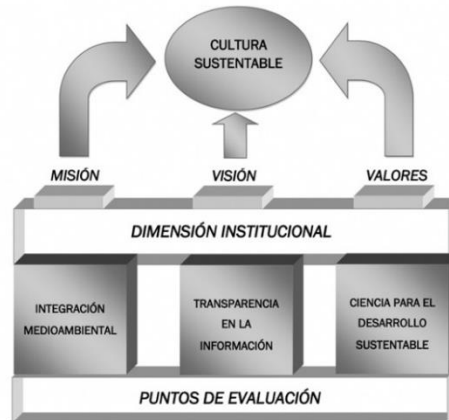 CULTURA
SUSTENTABLE
MISIÓN
VISIÓN
VALORES
DIMENSIÓN INSTITUCIONAL
INTEGRACIÓN
MEDIOAMBIENTAL
TRANSPARENCIA
EN LA
INFORMACIÓN
CIENCIA PARA EL
DESARROLLO
SUSTENTABLE
PUNTOS DE EVALUACIÓN